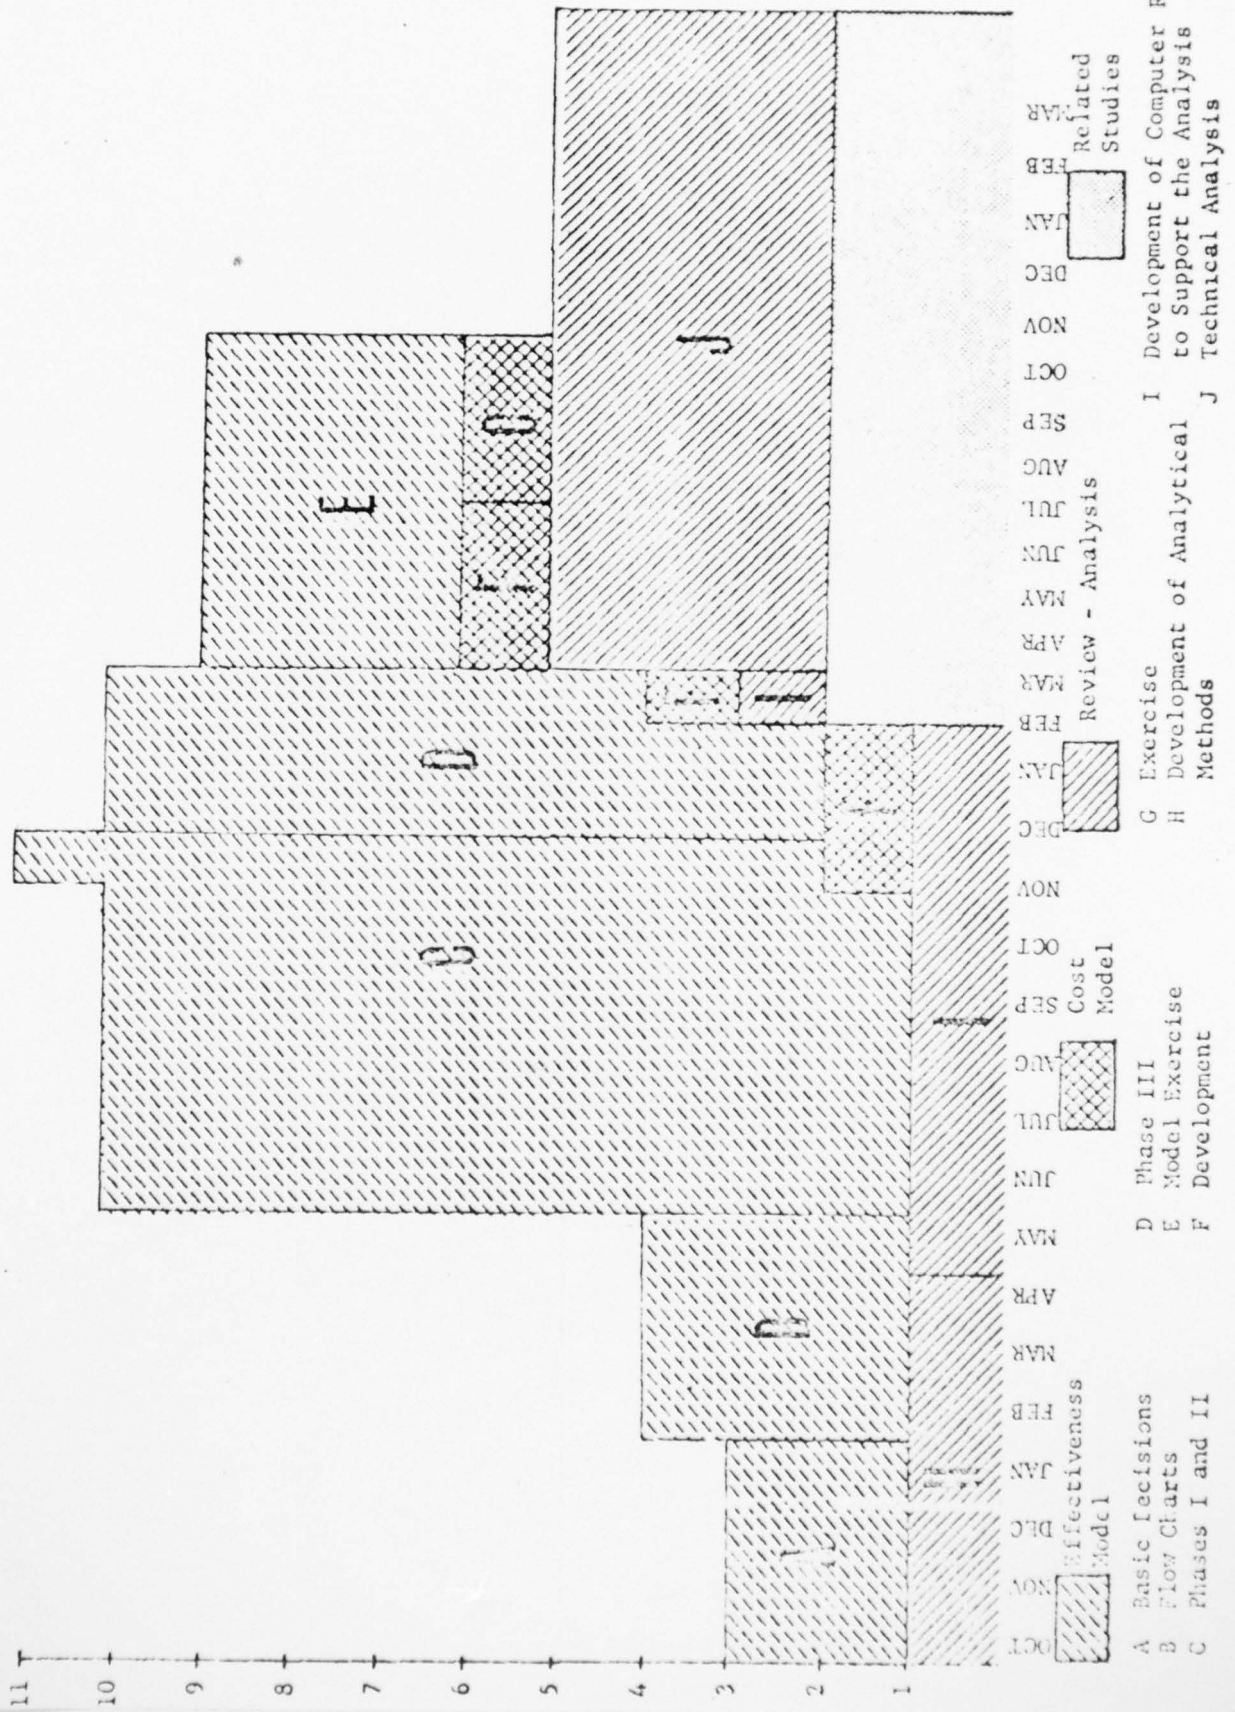 11
10
9
8
7
6
5
4
3
2
1
A
B
C
D
E
F
G
F
F
H
I
I
J
OCT
NOV
DEC
JAN
FEB
MAR
APR
MAY
JUN
JUL
AUG
SEP
OCT
NOV
DEC
JAN
FEB
MAR
APR
MAY
JUN
JUL
AUG
SEP
OCT
NOV
DEC
JAN
FEB
MAR
Effectiveness
Model
Cost
Model
Review - Analysis
Related
Studies
A Basic Decisions
B Flow Charts
C Phases I and II
D Phase III
E Model Exercise
F Development
G Exercise
H Development of Analytical
Methods
I Development of Computer
to Support the Analysis
J Technical Analysis